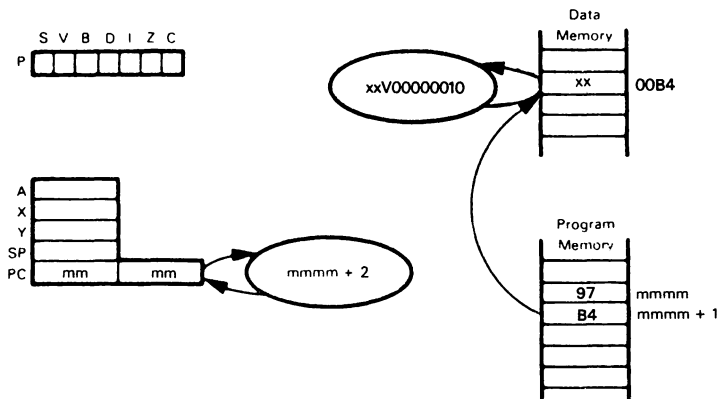 S V B D I Z C
P
Data
Memory
xxV00000010
xx
00B4
A
X
Y
SP
PC
mm
mm
mmmm + 2
Program
Memory
97
mmmm
B4
mmmm + 1